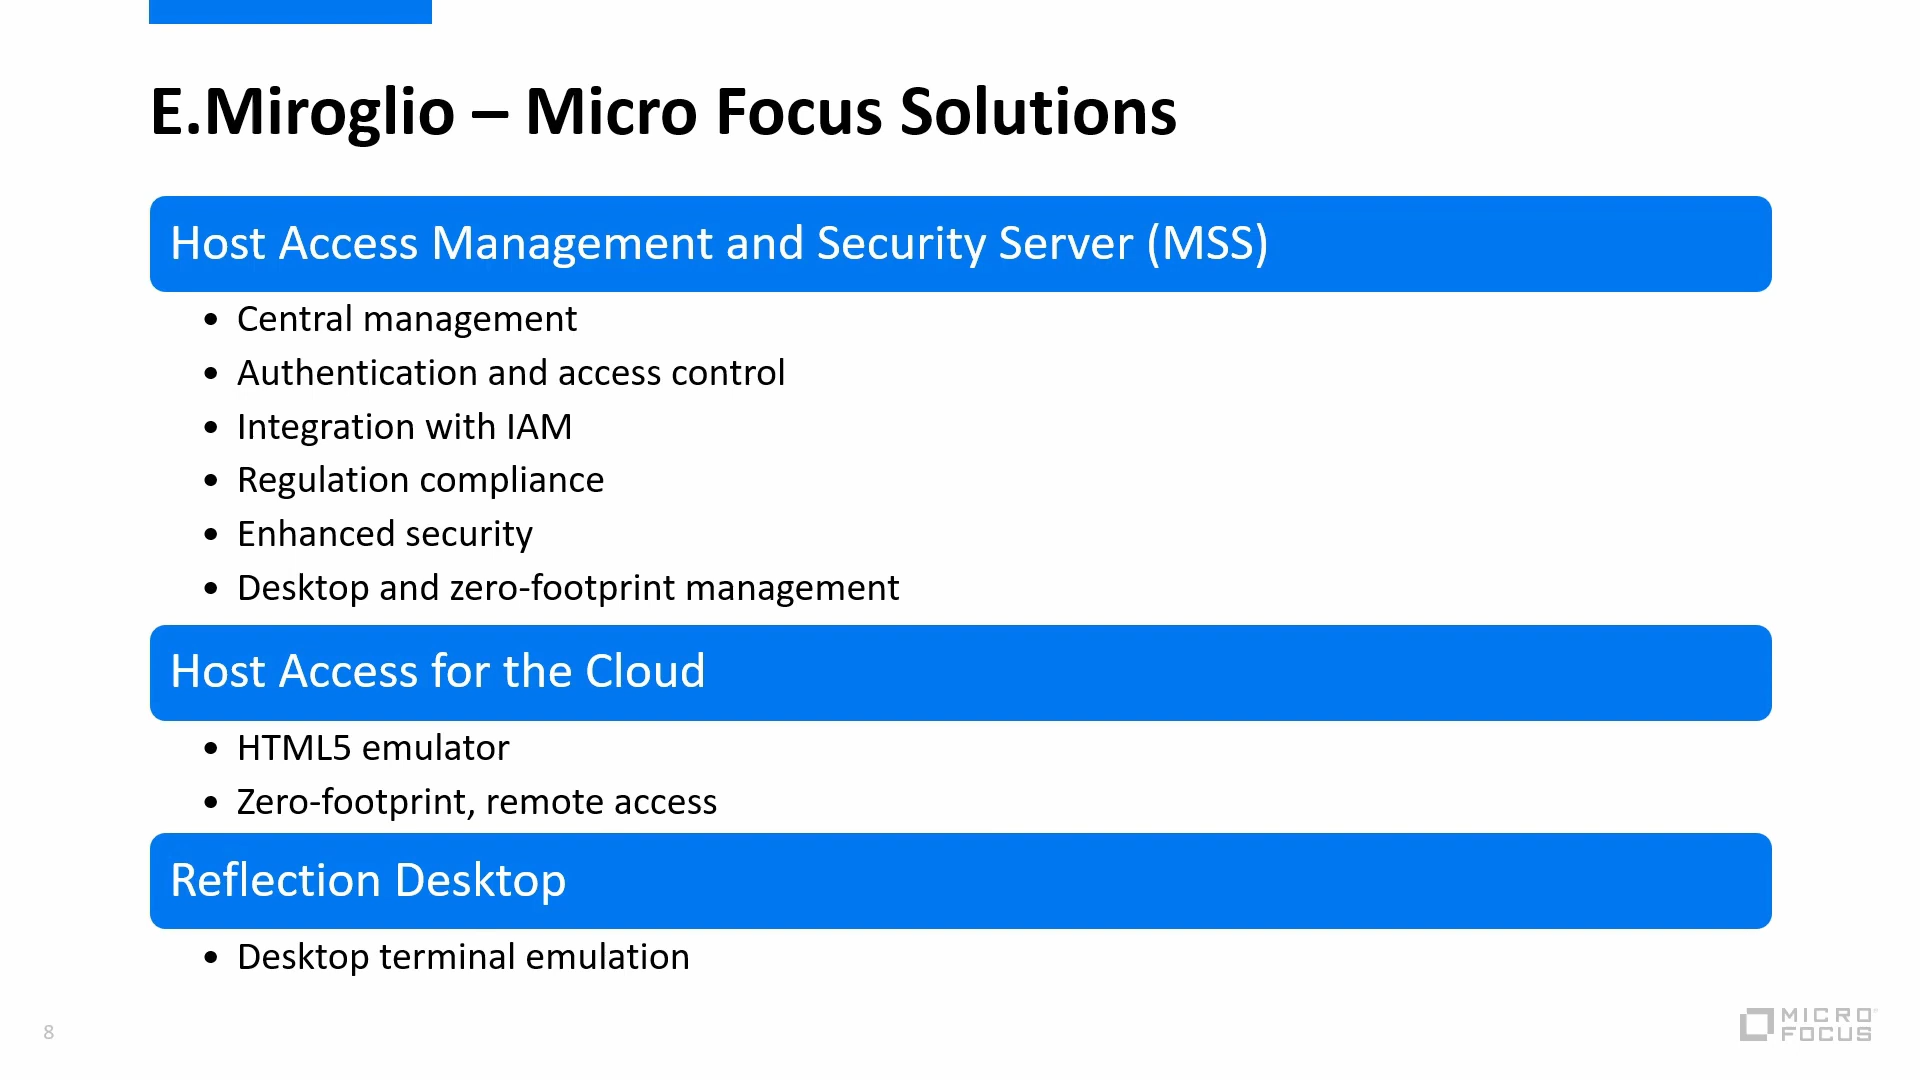 E.Miroglio – Micro Focus Solutions
Host Access Management and Security Server (MSS)
• Central management
• Authentication and access control
• Integration with IAM
• Regulation compliance
• Enhanced security
• Desktop and zero-footprint management
Host Access for the Cloud
• HTML5 emulator
• Zero-footprint, remote access
Reflection Desktop
• Desktop terminal emulation
8
MICRO
FOCUS